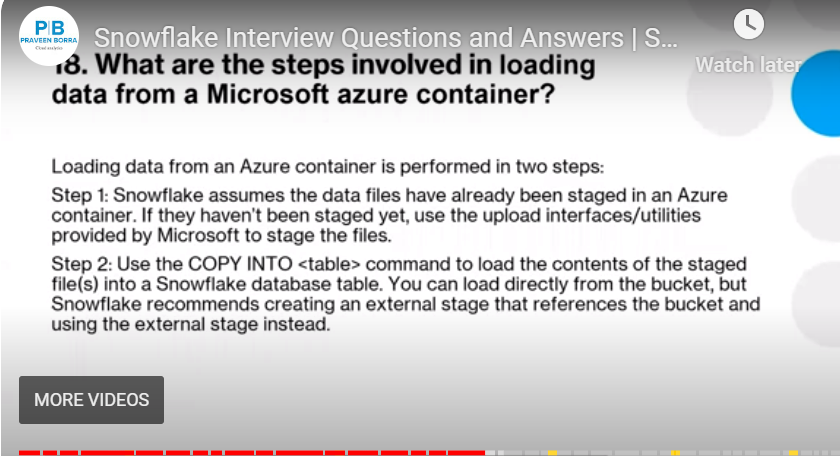 P|B
PRAVEEN BORRA
Cloud Analytics
Snowflake Interview Questions and Answers | S...
Watch later
18. What are the steps involved in loading
data from a Microsoft azure container?
Loading data from an Azure container is performed in two steps:
Step 1: Snowflake assumes the data files have already been staged in an Azure
container. If they haven't been staged yet, use the upload interfaces/utilities
provided by Microsoft to stage the files.
Step 2: Use the COPY INTO <table> command to load the contents of the staged
file(s) into a Snowflake database table. You can load directly from the bucket, but
Snowflake recommends creating an external stage that references the bucket and
using the external stage instead.
MORE VIDEOS